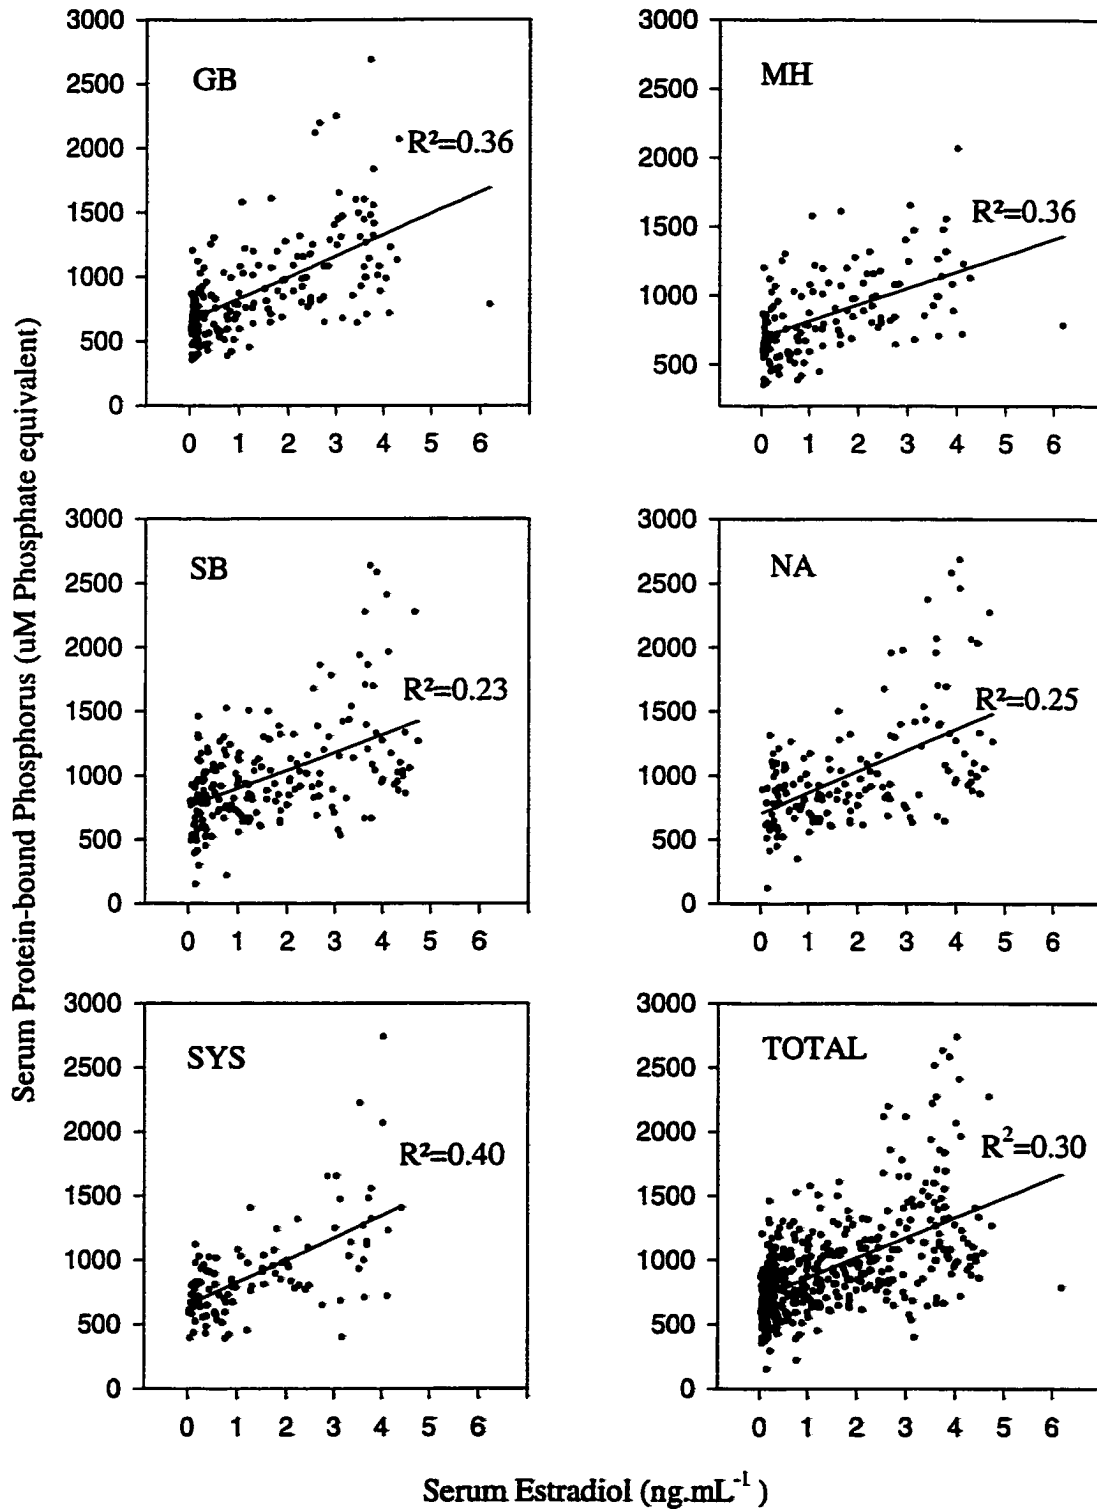 Serum Protein-bound Phosphorus (uM Phosphate equivalent)
3000
2500
2000
1500
1000
500
0
GB
R²=0.36
0 1 2 3 4 5 6
3000
2500
2000
1500
1000
500
MH
R²=0.36
0 1 2 3 4 5 6
3000
2500
2000
1500
1000
500
0
SB
R²=0.23
0 1 2 3 4 5 6
3000
2500
2000
1500
1000
500
0
NA
R²=0.25
0 1 2 3 4 5 6
3000
2500
2000
1500
1000
500
0
SYS
R²=0.40
0 1 2 3 4 5 6
3000
2500
2000
1500
1000
500
0
TOTAL
R²=0.30
0 1 2 3 4 5 6
Serum Estradiol (ng.mL⁻¹)